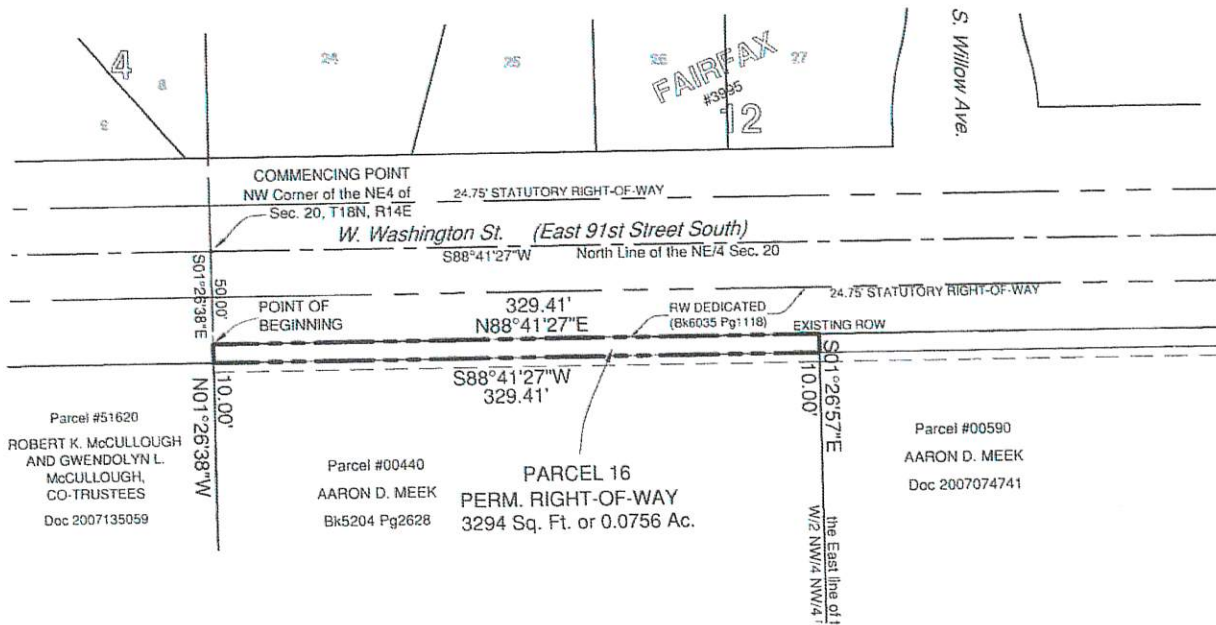 4
8
9
24
25
26
27
FAIRFAX
#3995
12
S. Willow Ave.
COMMENCING POINT
NW Corner of the NE4 of
Sec. 20, T18N, R14E
24.75' STATUTORY RIGHT-OF-WAY
W. Washington St. (East 91st Street South)
S88°41'27"W North Line of the NE/4 Sec. 20
S01°26'38"E
50.00'
24.75' STATUTORY RIGHT-OF-WAY
POINT OF
BEGINNING
329.41'
N88°41'27"E
RW DEDICATED
(Bk6035 Pg1118)
EXISTING ROW
S88°41'27"W
329.41'
N01°26'38"W
10.00'
10.00'
S01°26'57"E
Parcel #51620
ROBERT K. McCULLOUGH
AND GWENDOLYN L.
McCULLOUGH,
CO-TRUSTEES
Doc 2007135059
Parcel #00440
AARON D. MEEK
Bk5204 Pg2628
PARCEL 16
PERM. RIGHT-OF-WAY
3294 Sq. Ft. or 0.0756 Ac.
Parcel #00590
AARON D. MEEK
Doc 2007074741
the East line of
W/2 NW/4 NW/4